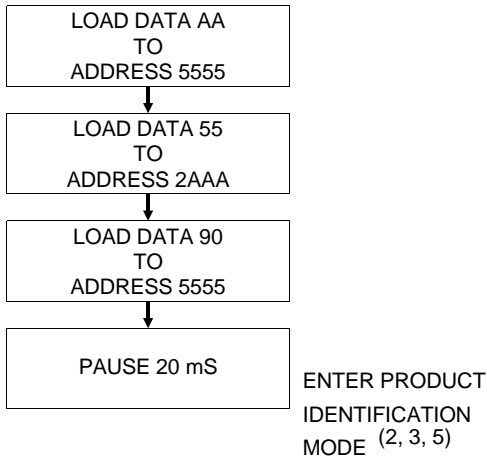 LOAD DATA AA
TO
ADDRESS 5555
LOAD DATA 55
TO
ADDRESS 2AAA
LOAD DATA 90
TO
ADDRESS 5555
PAUSE 20 mS
ENTER PRODUCT
IDENTIFICATION
MODE (2, 3, 5)